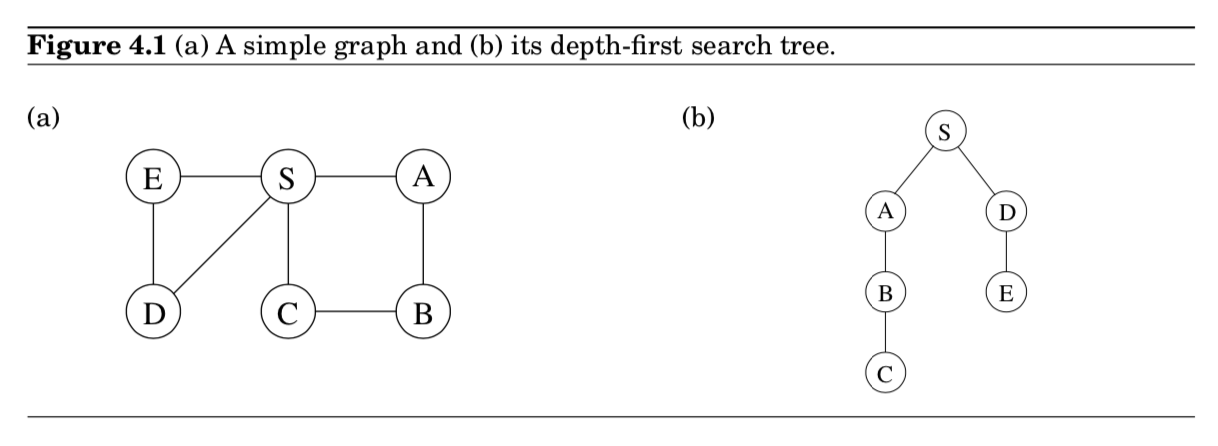 Figure 4.1 (a) A simple graph and (b) its depth-first search tree.
(a)
E S A
D C B
(b)
S
A D
B E
C